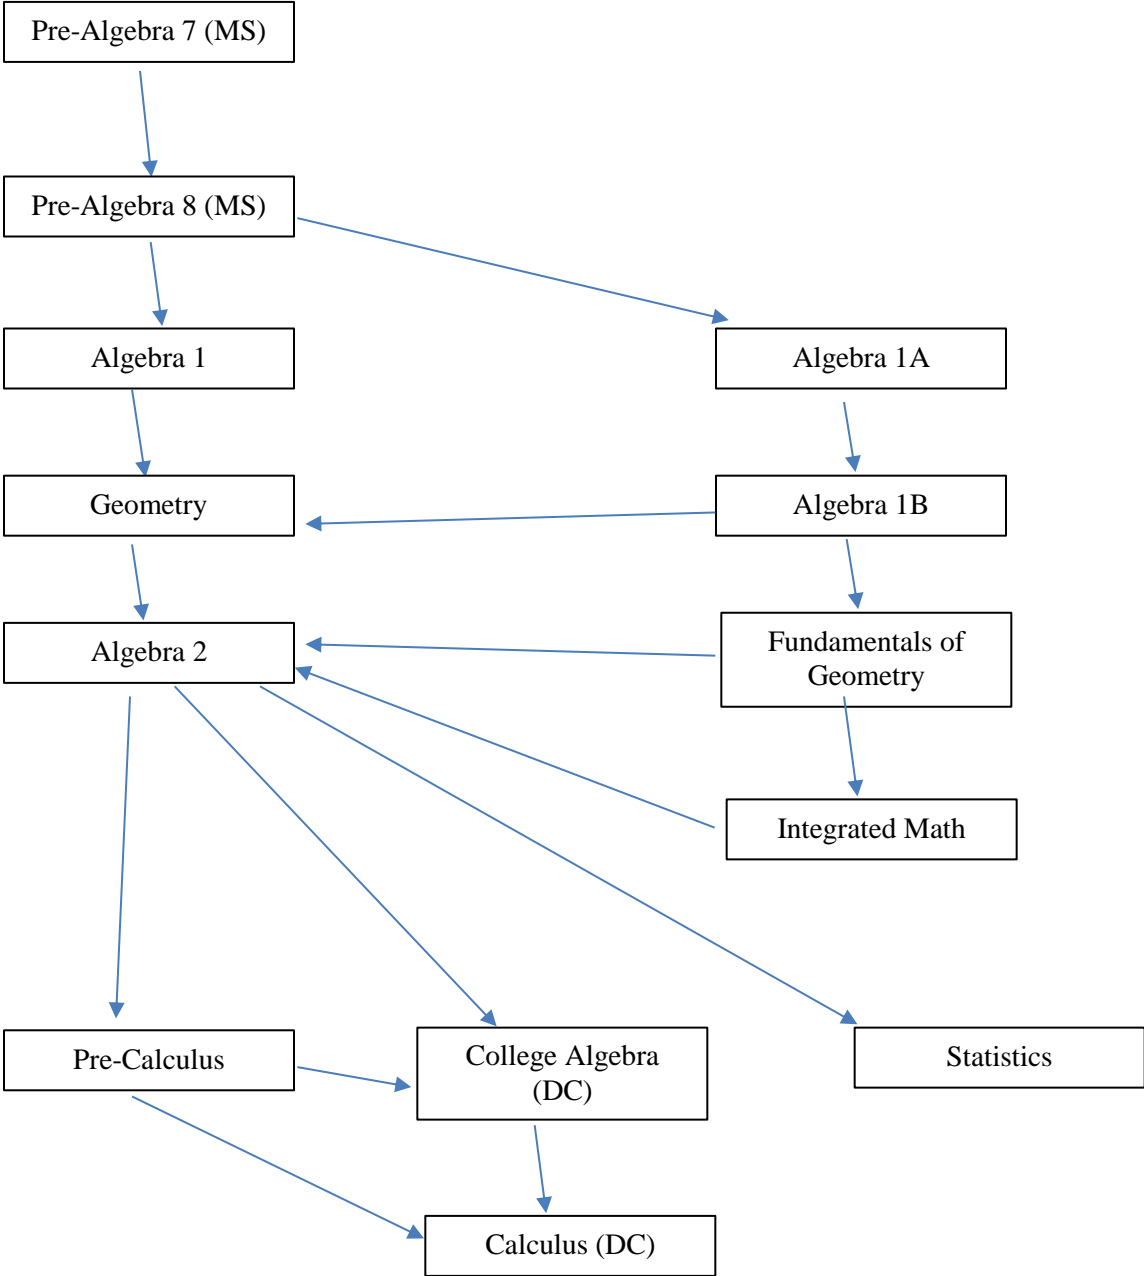 Pre-Algebra 7 (MS)
Pre-Algebra 8 (MS)
Algebra 1
Algebra 1A
Geometry
Algebra 1B
Algebra 2
Fundamentals of
Geometry
Integrated Math
Pre-Calculus
College Algebra
(DC)
Statistics
Calculus (DC)